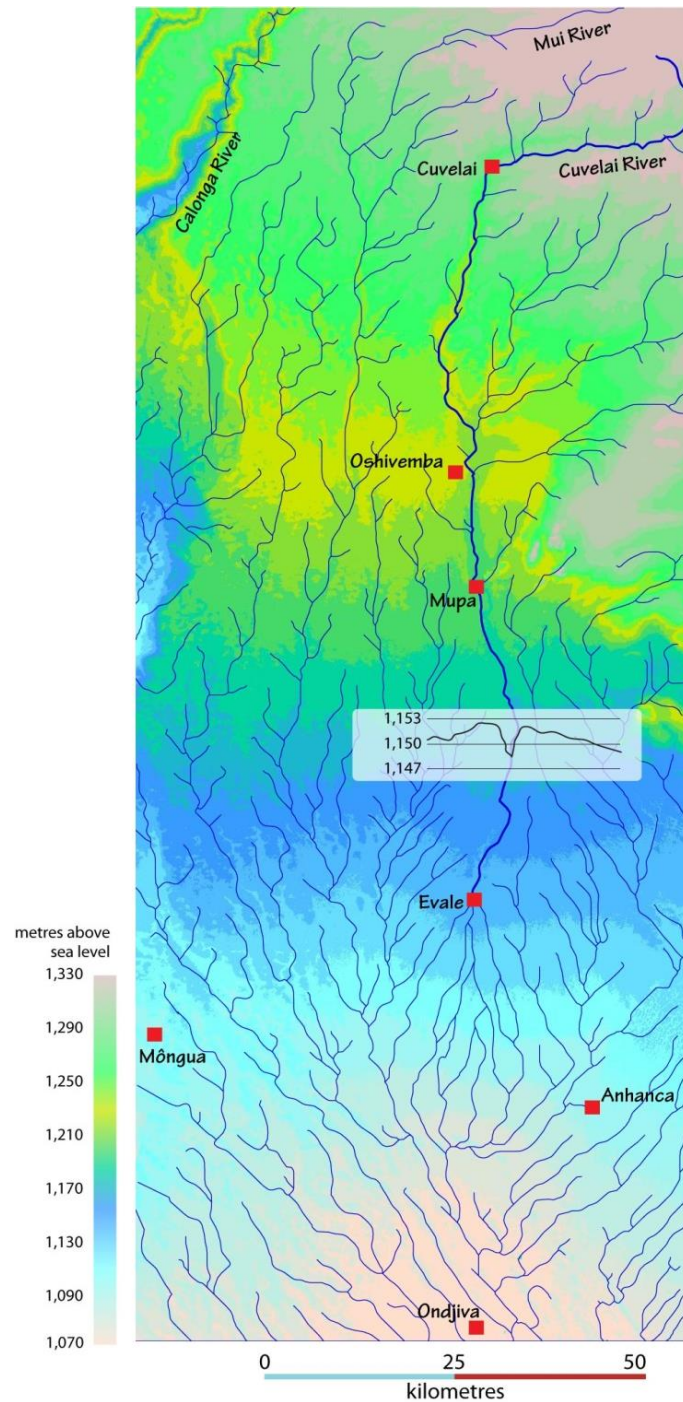 Mui River
Calonga River
Cuvelai
Cuvelai River
Oshivemba
Mupa
1,153
1,150
1,147
Evale
metres above
sea level
1,330
1,290
1,250
1,210
1,170
1,130
1,090
1,070
Môngua
Anhanca
Ondjiva
0
25
50
kilometres